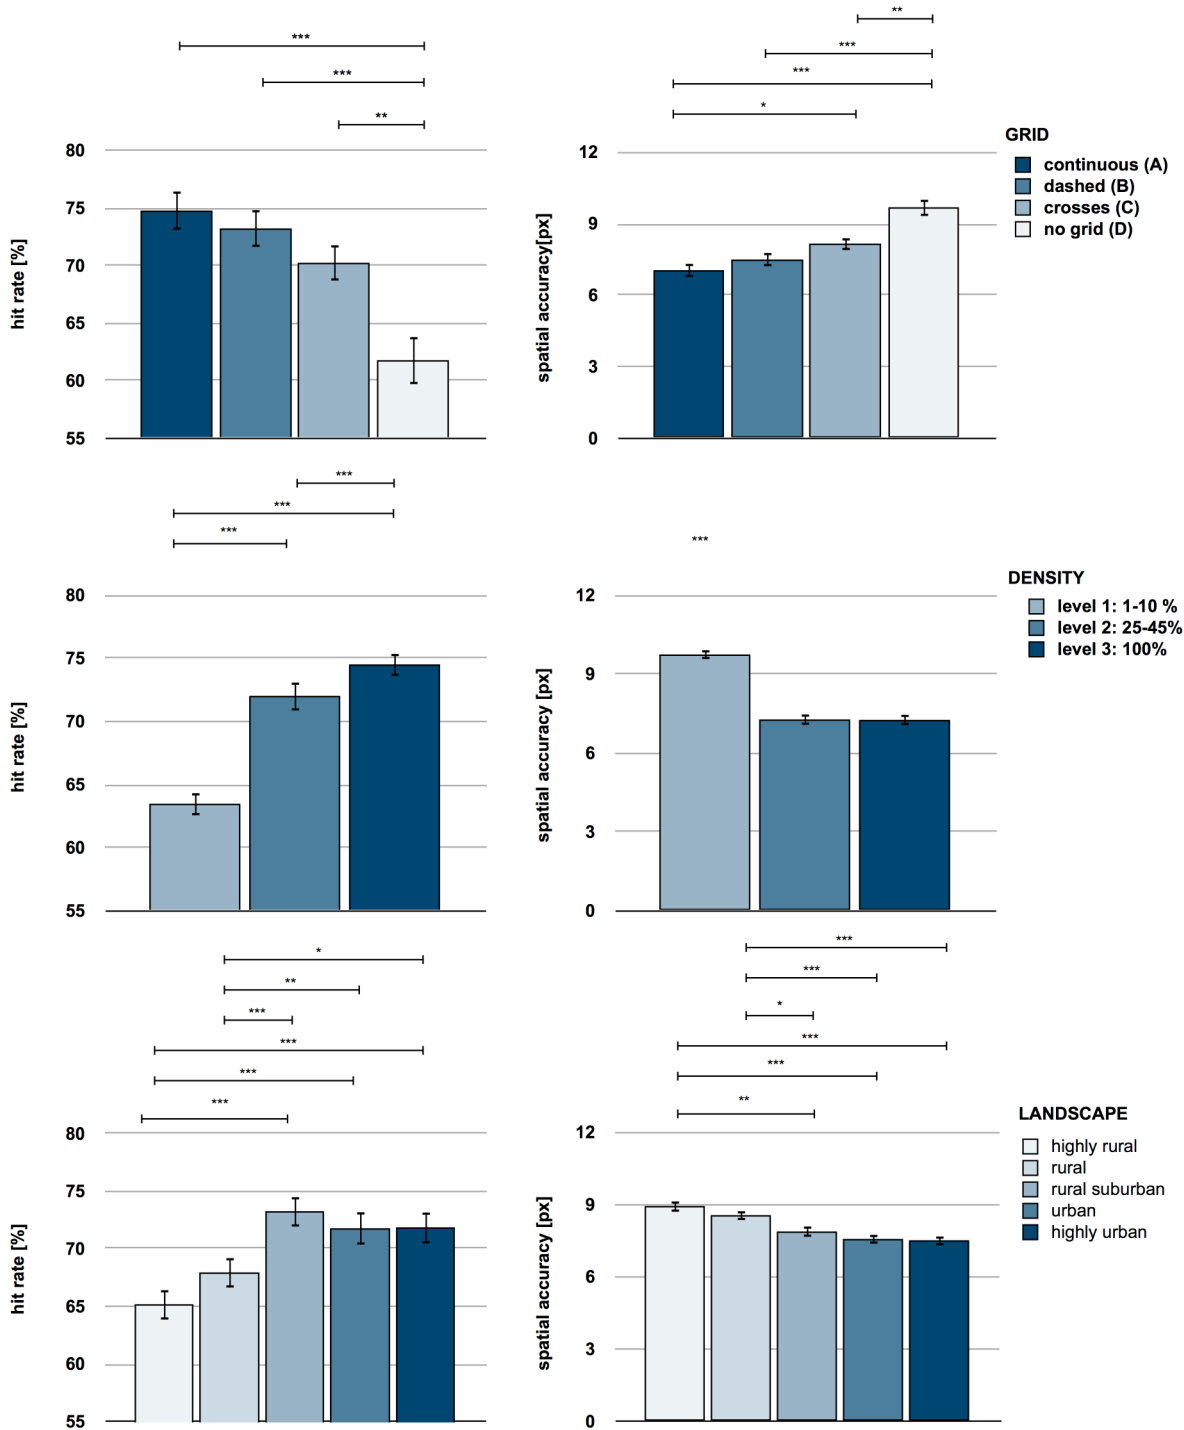 ***
***
**
80
75
70
65
60
55
hit rate [%]
**
***
***
*
12
9
6
3
0
spatial accuracy[px]
GRID
continuous (A)
dashed (B)
crosses (C)
no grid (D)
***
***
***
80
75
70
65
60
55
hit rate [%]
***
12
9
6
3
0
spatial accuracy [px]
DENSITY
level 1: 1-10 %
level 2: 25-45%
level 3: 100%
*
**
***
***
***
***
80
75
70
65
60
55
hit rate [%]
***
***
*
***
***
**
12
9
6
3
0
spatial accuracy [px]
LANDSCAPE
highly rural
rural
rural suburban
urban
highly urban